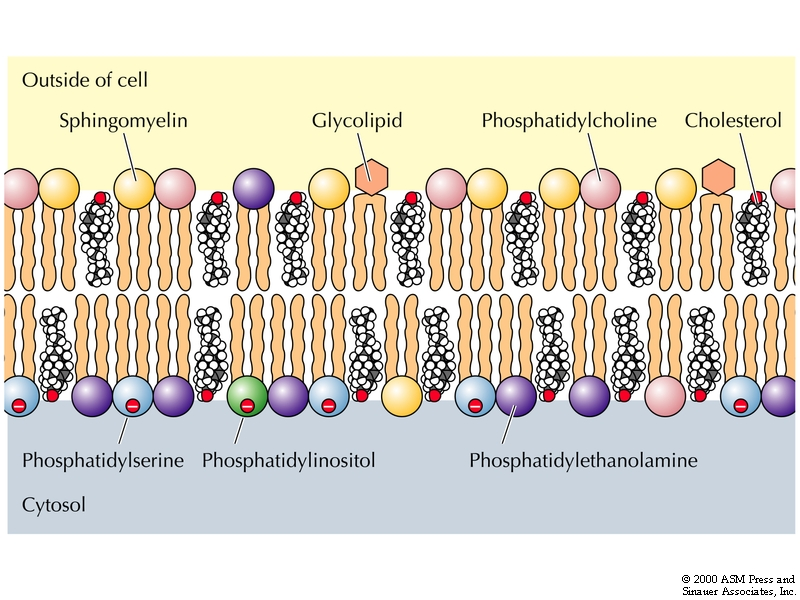 Outside of cell
Sphingomyelin
Glycolipid
Phosphatidylcholine
Cholesterol
Phosphatidylserine
Phosphatidylinositol
Phosphatidylethanolamine
Cytosol
© 2000 ASM Press and
Sinauer Associates, Inc.